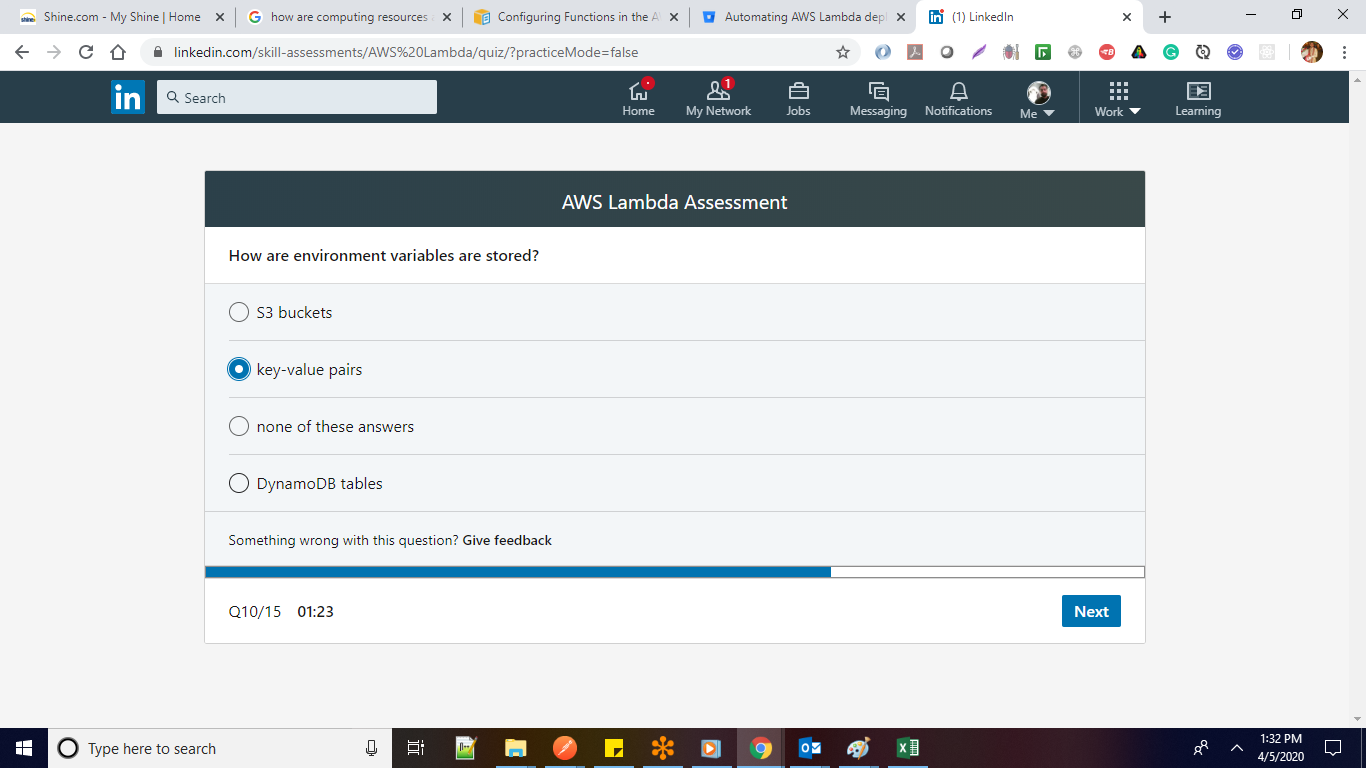 Shine.com - My Shine | Home
how are computing resources
Configuring Functions in the A
Automating AWS Lambda depl
(1) LinkedIn
linkedin.com/skill-assessments/AWS%20Lambda/quiz/?practiceMode=false
in
Search
1
Home
My Network
Jobs
Messaging
Notifications
Me
Work
Learning
AWS Lambda Assessment
How are environment variables are stored?
S3 buckets
key-value pairs
none of these answers
DynamoDB tables
Something wrong with this question? Give feedback
Q10/15 01:23
Next
Type here to search
1:32 PM
4/5/2020